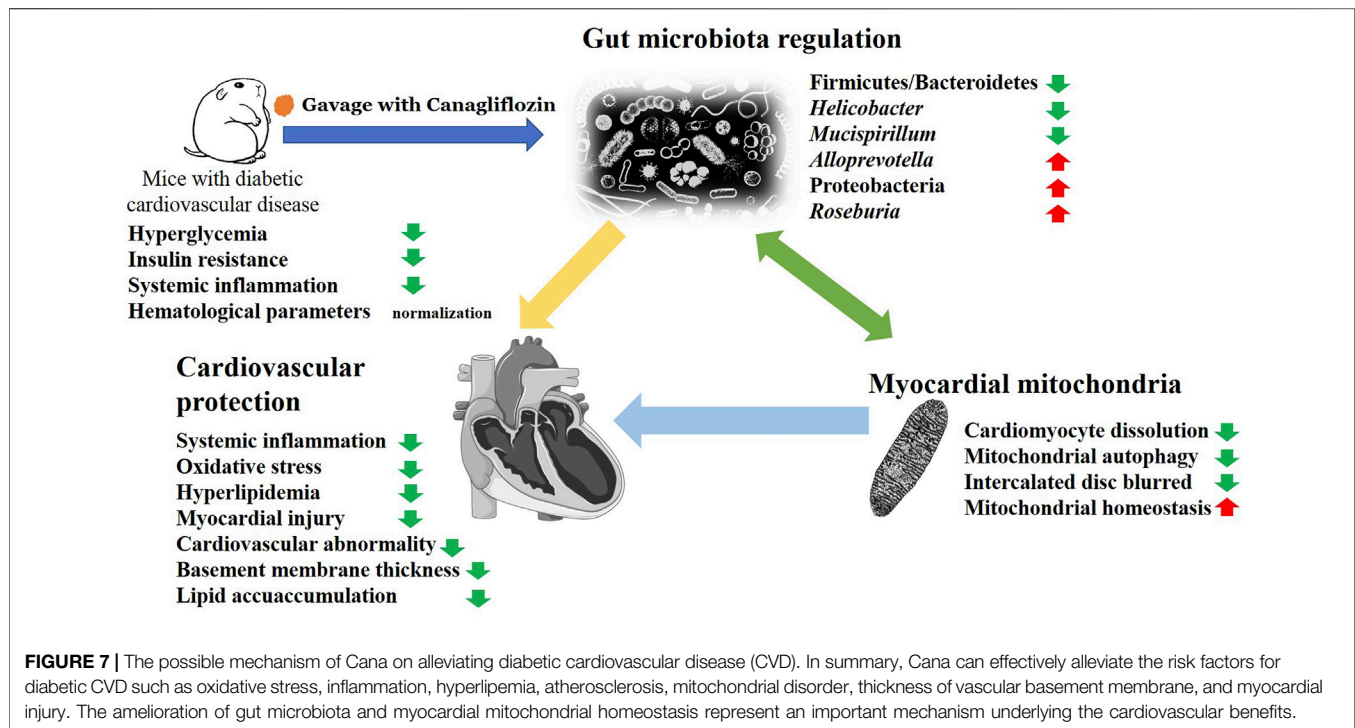 Gut microbiota regulation
Gavage with Canagliflozin
Mice with diabetic
cardiovascular disease
Hyperglycemia
Insulin resistance
Systemic inflammation
Hematological parameters normalization
Firmicutes/Bacteroidetes
Helicobacter
Mucispirillum
Alloprevotella
Proteobacteria
Roseburia
Cardiovascular
protection
Systemic inflammation
Oxidative stress
Hyperlipidemia
Myocardial injury
Cardiovascular abnormality
Basement membrane thickness
Lipid accuaccumulation
Myocardial mitochondria
Cardiomyocyte dissolution
Mitochondrial autophagy
Intercalated disc blurred
Mitochondrial homeostasis
FIGURE 7 | The possible mechanism of Cana on alleviating diabetic cardiovascular disease (CVD). In summary, Cana can effectively alleviate the risk factors for
diabetic CVD such as oxidative stress, inflammation, hyperlipemia, atherosclerosis, mitochondrial disorder, thickness of vascular basement membrane, and myocardial
injury. The amelioration of gut microbiota and myocardial mitochondrial homeostasis represent an important mechanism underlying the cardiovascular benefits.